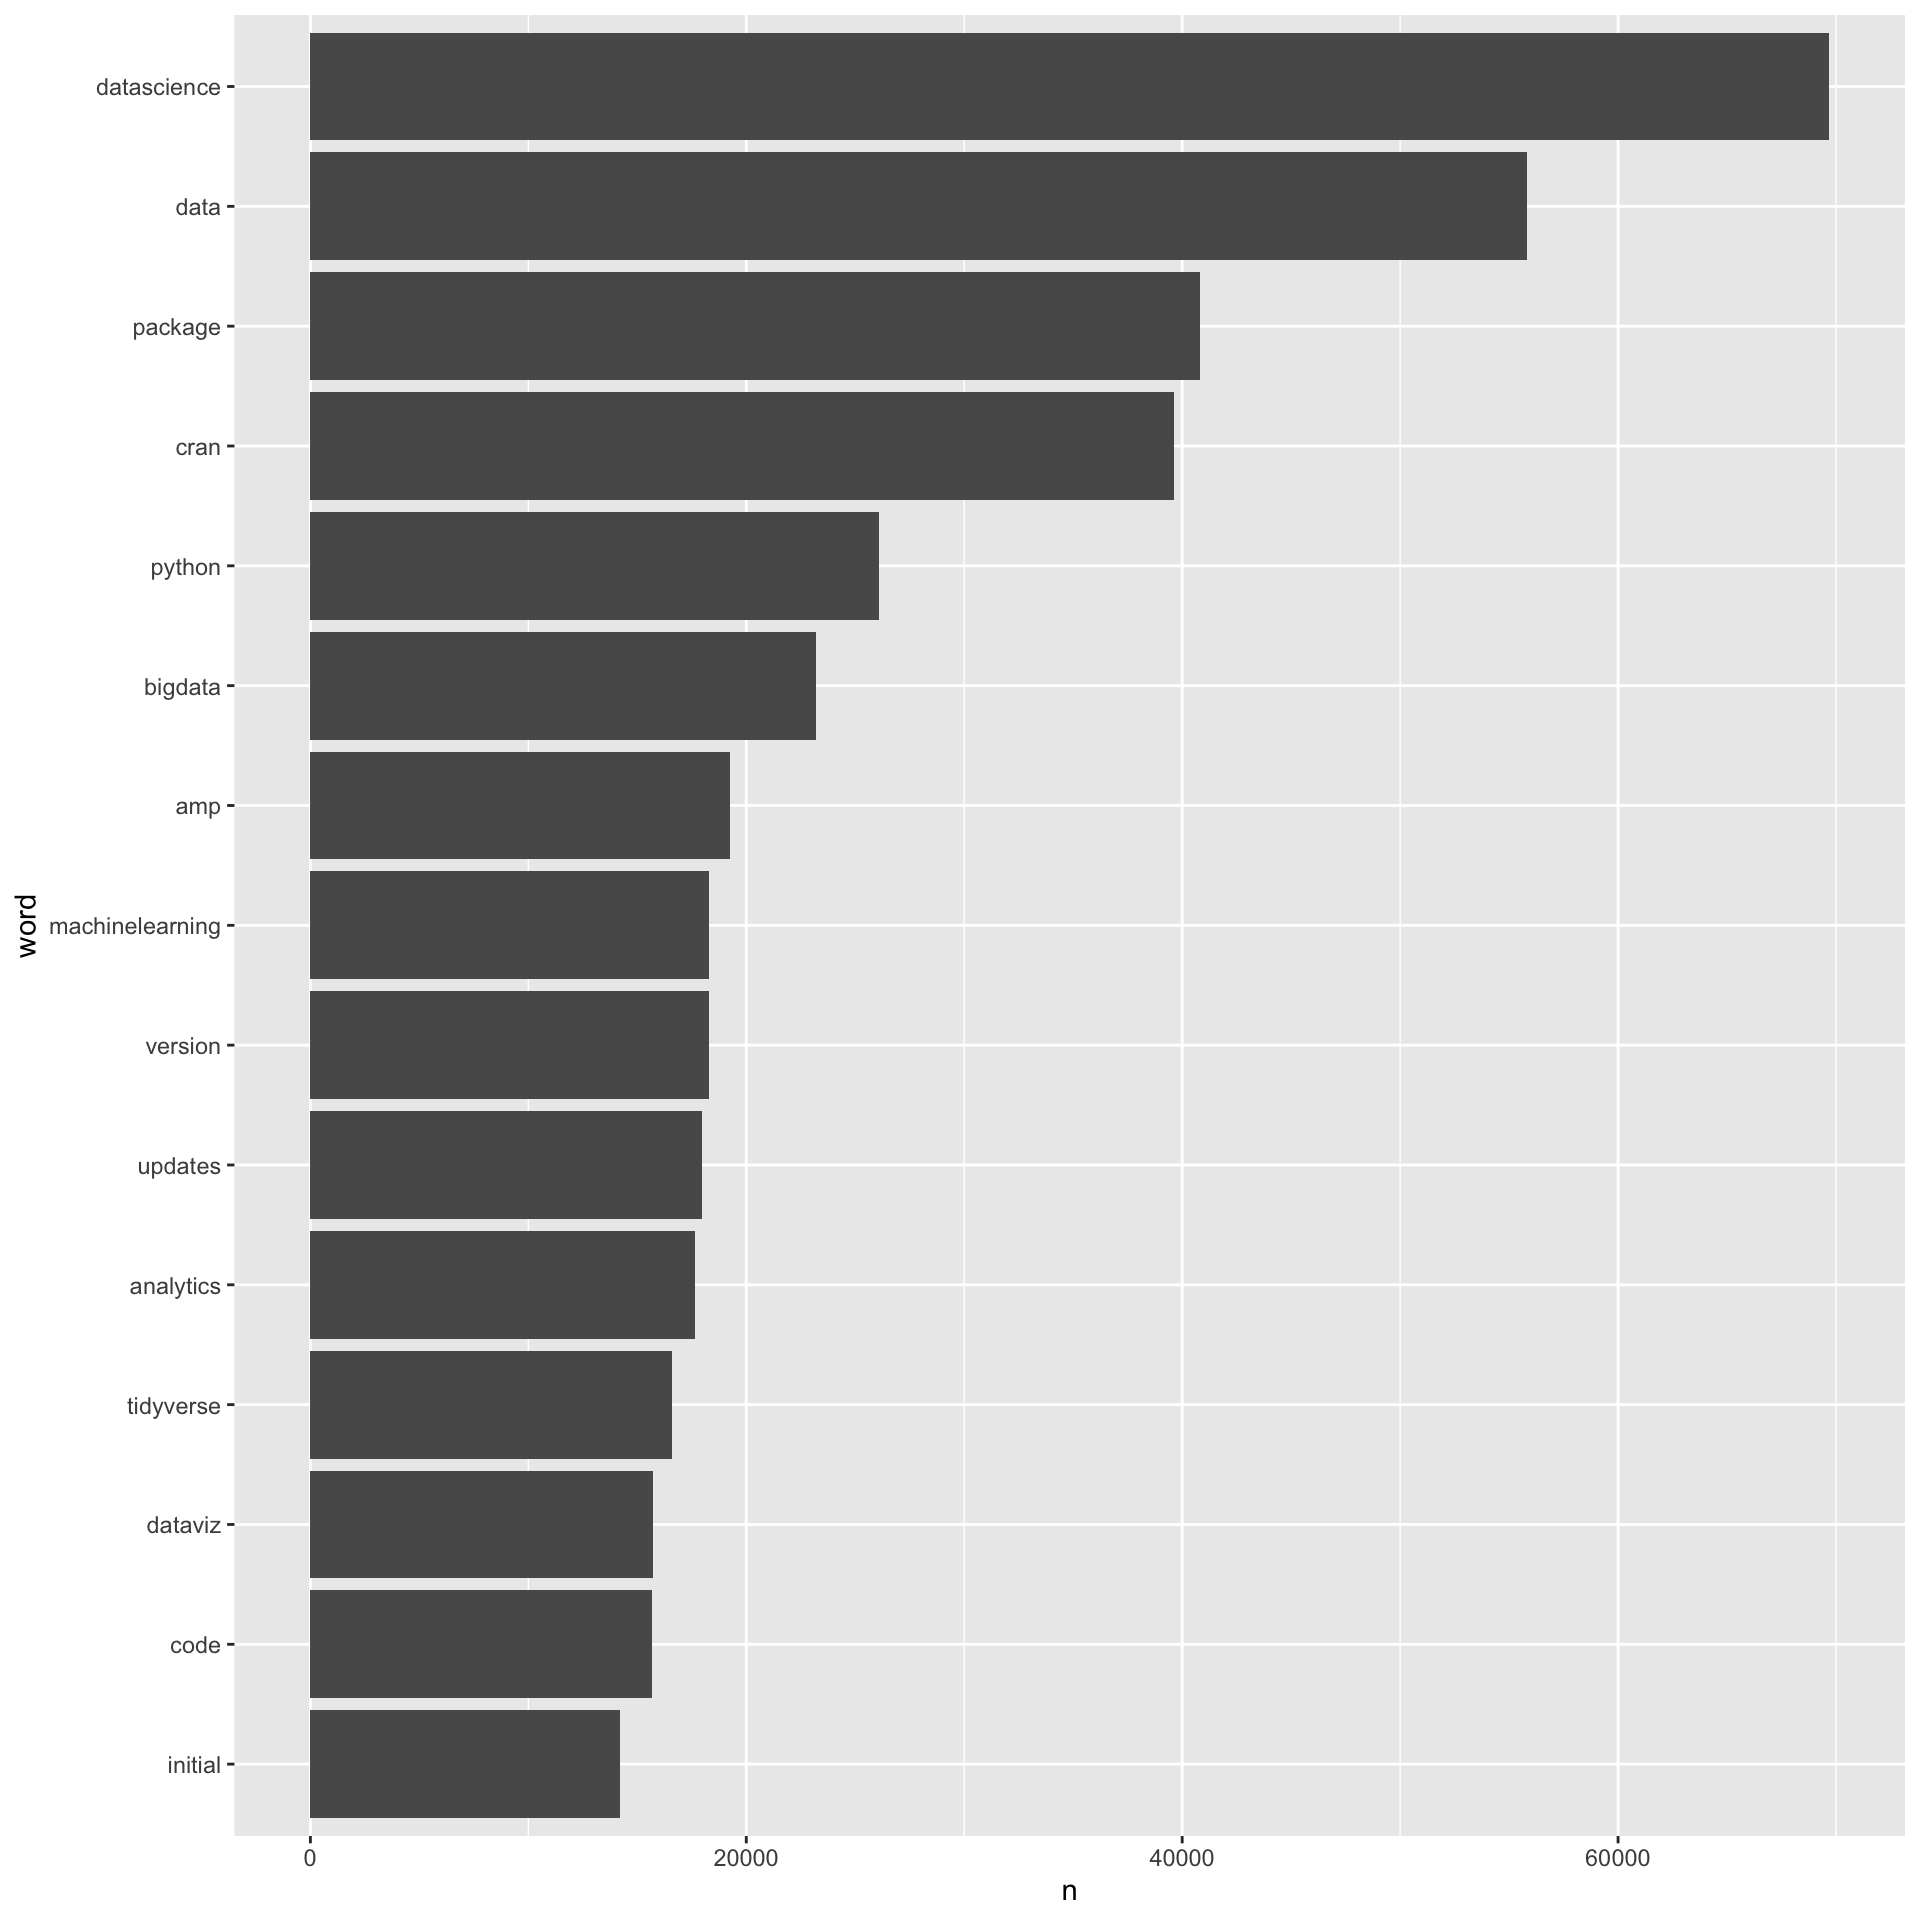 datascience
data
package
cran
python
bigdata
amp
machinelearning
version
updates
analytics
tidyverse
dataviz
code
initial
word
0 20000 40000 60000
n